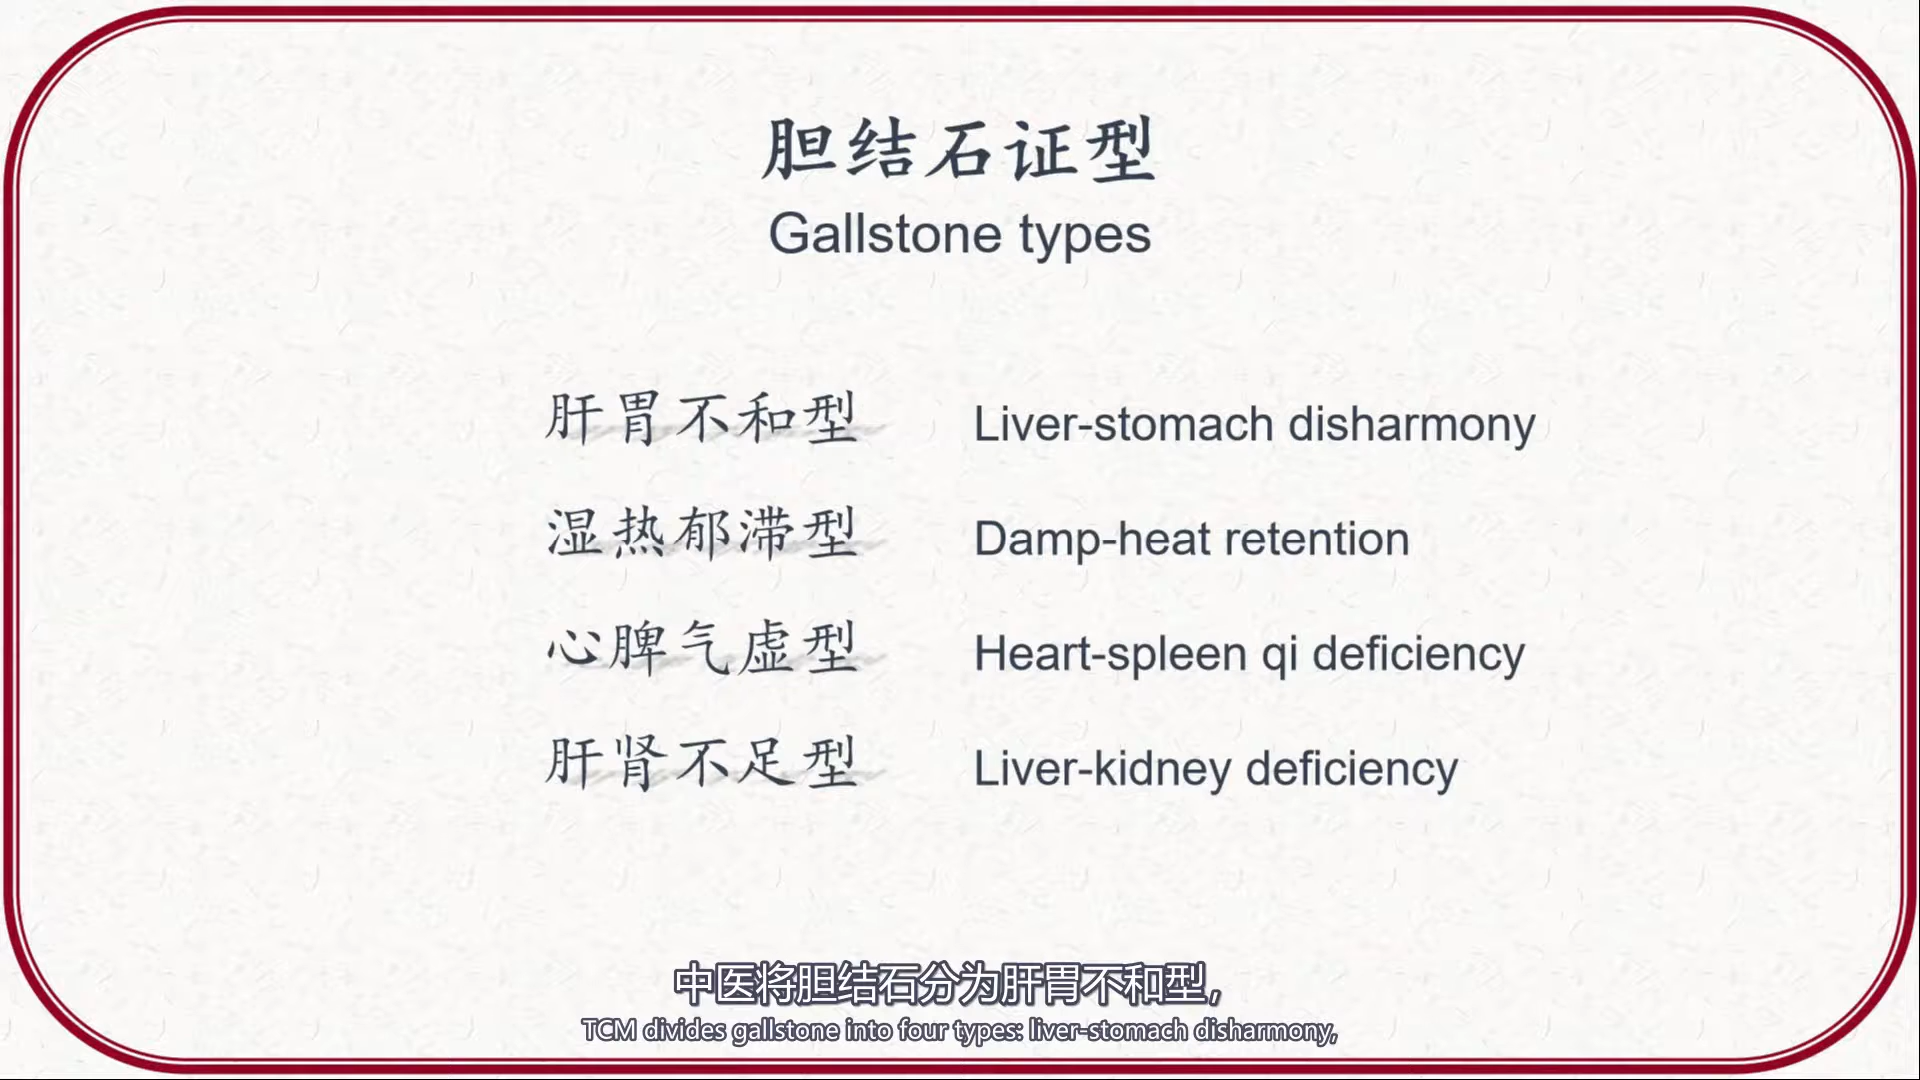 胆结石证型
Gallstone types
肝胃不和型 Liver-stomach disharmony
湿热郁滞型 Damp-heat retention
心脾气虚型 Heart-spleen qi deficiency
肝肾不足型 Liver-kidney deficiency
中医将胆结石分为肝胃不和型，
TCM divides gallstone into four types: liver-stomach disharmony,